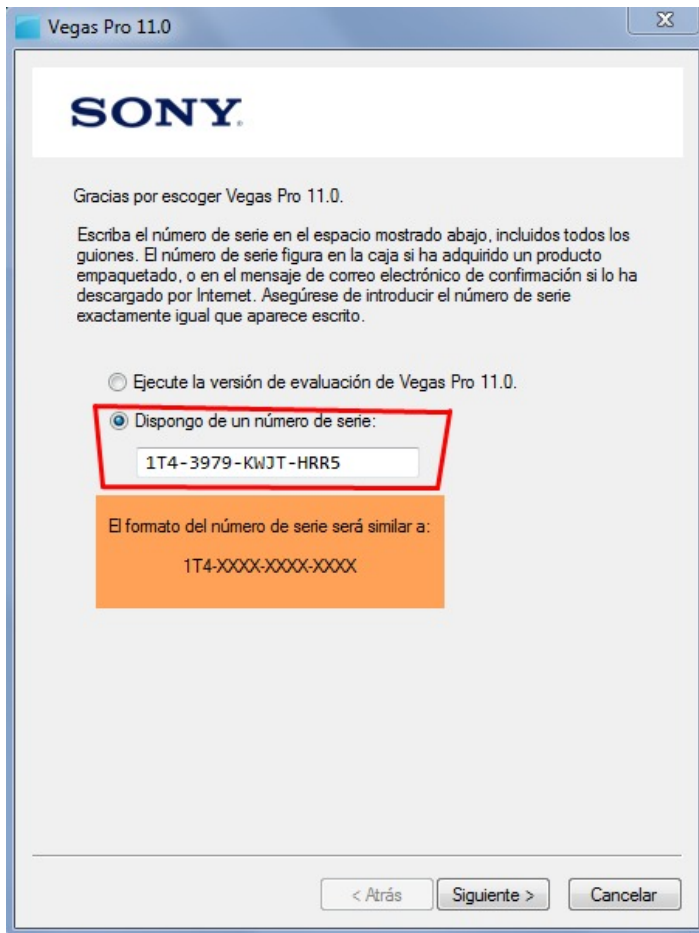 Vegas Pro 11.0
SONY
Gracias por escoger Vegas Pro 11.0.
Escriba el número de serie en el espacio mostrado abajo, incluidos todos los
guiones. El número de serie figura en la caja si ha adquirido un producto
empaquetado, o en el mensaje de correo electrónico de confirmación si lo ha
descargado por Internet. Asegúrese de introducir el número de serie
exactamente igual que aparece escrito.
Ejecute la versión de evaluación de Vegas Pro 11.0.
Dispongo de un número de serie:
1T4-3979-KWJT-HRR5
El formato del número de serie será similar a:
1T4-XXXX-XXXX-XXXX
< Atrás Siguiente > Cancelar